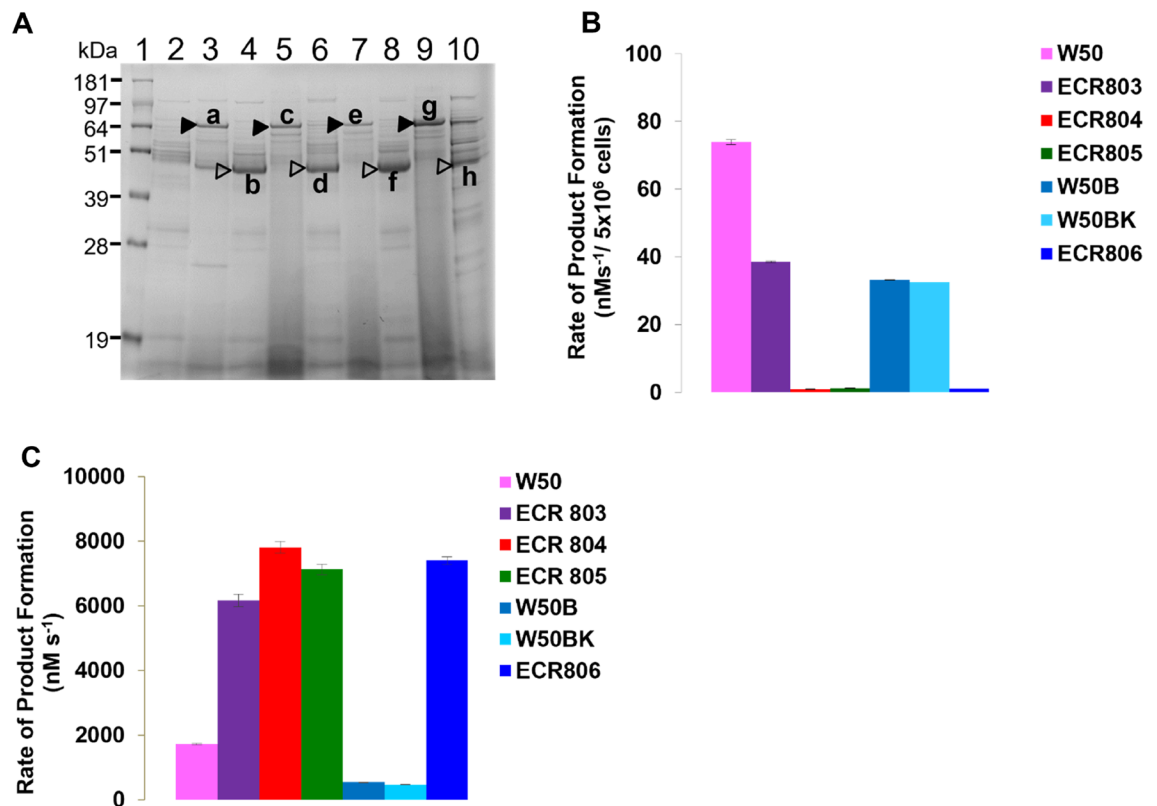 A
kDa 1 2 3 4 5 6 7 8 9 10
181
97
64
51
39
28
19
a c e g
b d f h
B
Rate of Product Formation
(nMs⁻¹/ 5x10⁶ cells)
100
80
60
40
20
0
W50
ECR803
ECR804
ECR805
W50B
W50BK
ECR806
C
Rate of Product Formation
(nM s⁻¹)
10000
8000
6000
4000
2000
0
W50
ECR 803
ECR 804
ECR 805
W50B
W50BK
ECR806